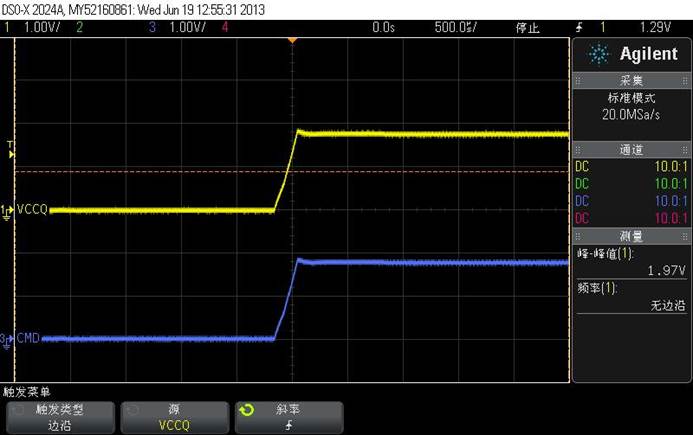 DSO-X 2024A, MY52160861: Wed Jun 19 12:55:31 2013
1 1.00V/ 2 3 1.00V/ 4 0.0s 500.0ms/ 停止 1 1.29V
Agilent
采集
标准模式
20.0MSa/s
通道
DC 10.0:1
DC 10.0:1
DC 10.0:1
DC 10.0:1
测量
峰-峰值(1):
1.97V
频率(1):
无边沿
T
1 VCCQ
3 CMD
触发菜单
触发类型
边沿
源
VCCQ
斜率